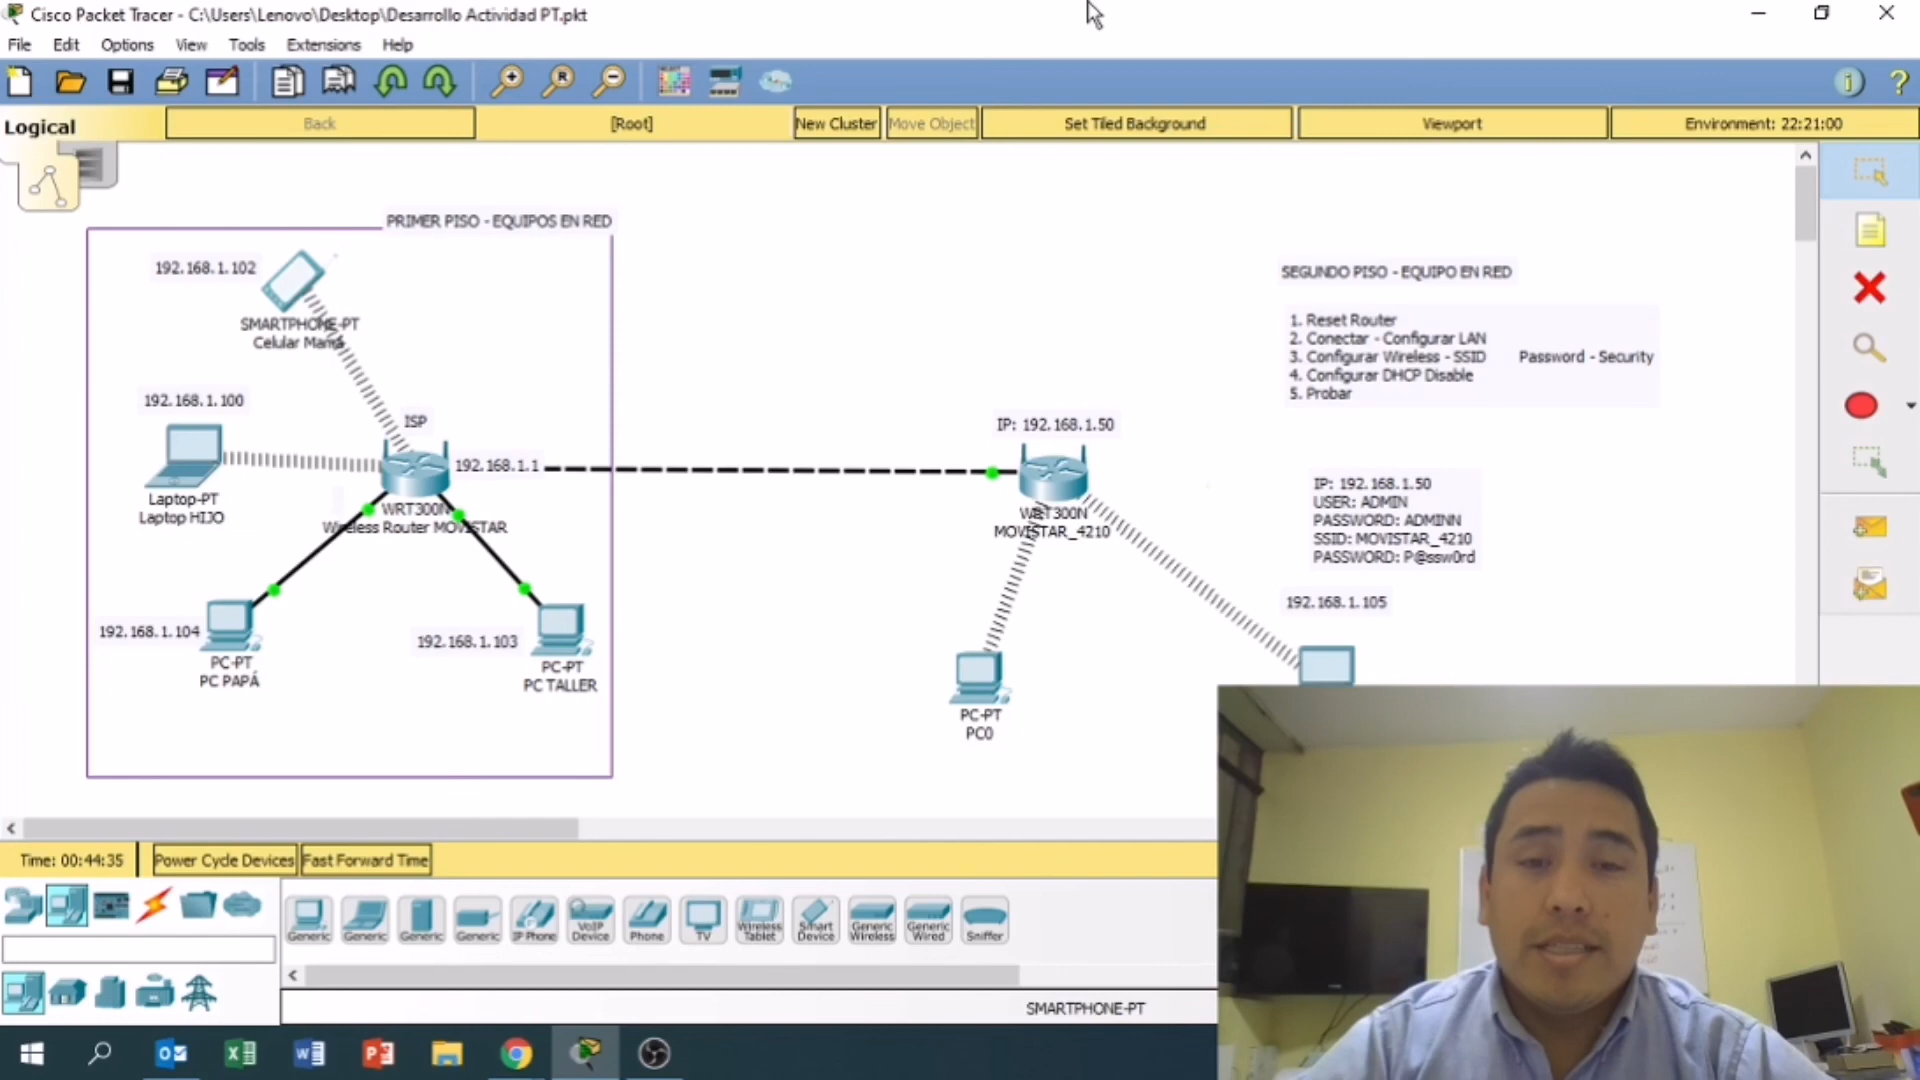 Cisco Packet Tracer - C:\Users\Lenovo\Desktop\Desarrollo Actividad PT.pkt
File Edit Options View Tools Extensions Help
Logical Back [Root] New Cluster Move Object Set Tiled Background Viewport Environment: 22:21:00
PRIMER PISO - EQUIPOS EN RED
192.168.1.102
SMARTPHONE-PT
Celular Mamá
192.168.1.100
Laptop-PT
Laptop HIJO
ISP
192.168.1.1
WRT300N
Wireless Router MOVISTAR
192.168.1.104
PC-PT
PC PAPÁ
192.168.1.103
PC-PT
PC TALLER
IP: 192.168.1.50
WRT300N
MOVISTAR_4210
PC-PT
PC0
SEGUNDO PISO - EQUIPO EN RED
1. Reset Router
2. Conectar - Configurar LAN
3. Configurar Wireless - SSID Password - Security
4. Configurar DHCP Disable
5. Probar
IP: 192.168.1.50
USER: ADMIN
PASSWORD: ADMINN
SSID: MOVISTAR_4210
PASSWORD: P@ssw0rd
192.168.1.105
Time: 00:44:35 Power Cycle Devices Fast Forward Time
Generic Generic Generic Generic IP Phone VoIP Device Phone TV Wireless Tablet Smart Device Generic Wireless Generic Wired Sniffer
SMARTPHONE-PT